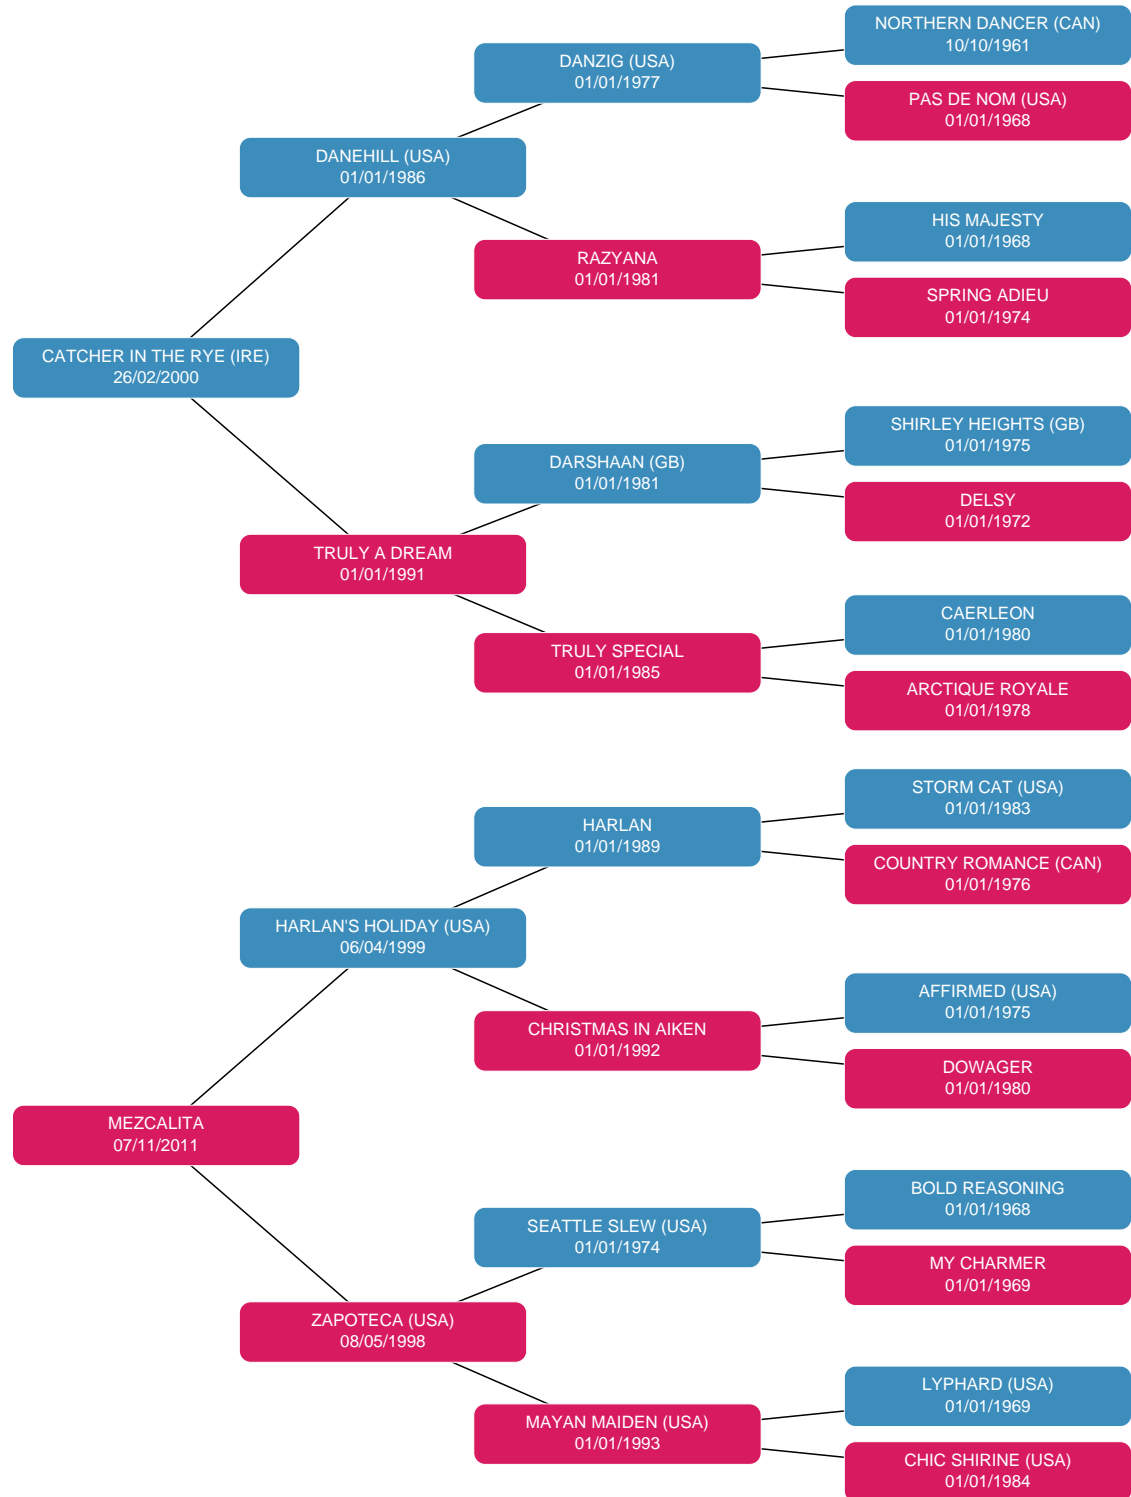 NORTHERN DANCER (CAN)
10/10/1961
DANZIG (USA)
01/01/1977
PAS DE NOM (USA)
01/01/1968
DANEHILL (USA)
01/01/1986
HIS MAJESTY
01/01/1968
RAZYANA
01/01/1981
SPRING ADIEU
01/01/1974
CATCHER IN THE RYE (IRE)
26/02/2000
SHIRLEY HEIGHTS (GB)
01/01/1975
DARSHAAN (GB)
01/01/1981
DELSY
01/01/1972
TRULY A DREAM
01/01/1991
CAERLEON
01/01/1980
TRULY SPECIAL
01/01/1985
ARCTIQUE ROYALE
01/01/1978
STORM CAT (USA)
01/01/1983
HARLAN
01/01/1989
COUNTRY ROMANCE (CAN)
01/01/1976
HARLAN'S HOLIDAY (USA)
06/04/1999
AFFIRMED (USA)
01/01/1975
CHRISTMAS IN AIKEN
01/01/1992
DOWAGER
01/01/1980
MEZCALITA
07/11/2011
BOLD REASONING
01/01/1968
SEATTLE SLEW (USA)
01/01/1974
MY CHARMER
01/01/1969
ZAPOTECA (USA)
08/05/1998
LYPHARD (USA)
01/01/1969
MAYAN MAIDEN (USA)
01/01/1993
CHIC SHIRINE (USA)
01/01/1984